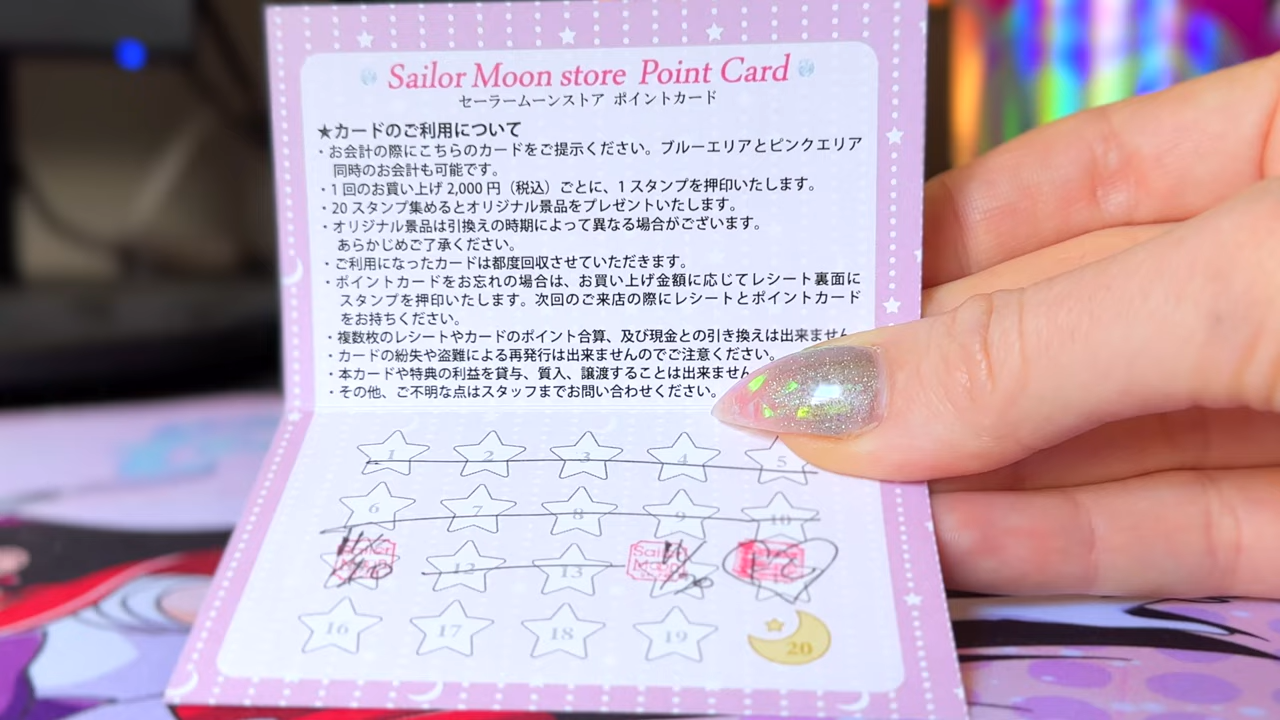 Sailor Moon store Point Card
セーラームーンストア ポイントカード
★カードのご利用について
・お会計の際にこちらのカードをご提示ください。ブルーエリアとピンクエリア
同時のお会計も可能です。
・1回のお買い上げ 2,000 円（税込）ごとに、1 スタンプを押印いたします。
・20 スタンプ集めるとオリジナル景品をプレゼントいたします。
・オリジナル景品は引換えの時期によって異なる場合がございます。
あらかじめご了承ください。
・ご利用になったカードは都度回収させていただきます。
・ポイントカードをお忘れの場合は、お買い上げ金額に応じてレシート裏面に
スタンプを押印いたします。次回のご来店の際にレシートとポイントカード
をお持ちください。
・複数枚のレシートやカードのポイント合算、及び現金との引き換えは出来ません
・カードの紛失や盗難による再発行は出来ませんのでご注意ください。
・本カードや特典の利益を貸与、質入、譲渡することは出来ません
・その他、ご不明な点はスタッフまでお問い合わせください。
1 2 3 4 5
6 7 8 9 10
12 13 Sailor Moon
16 17 18 19 20